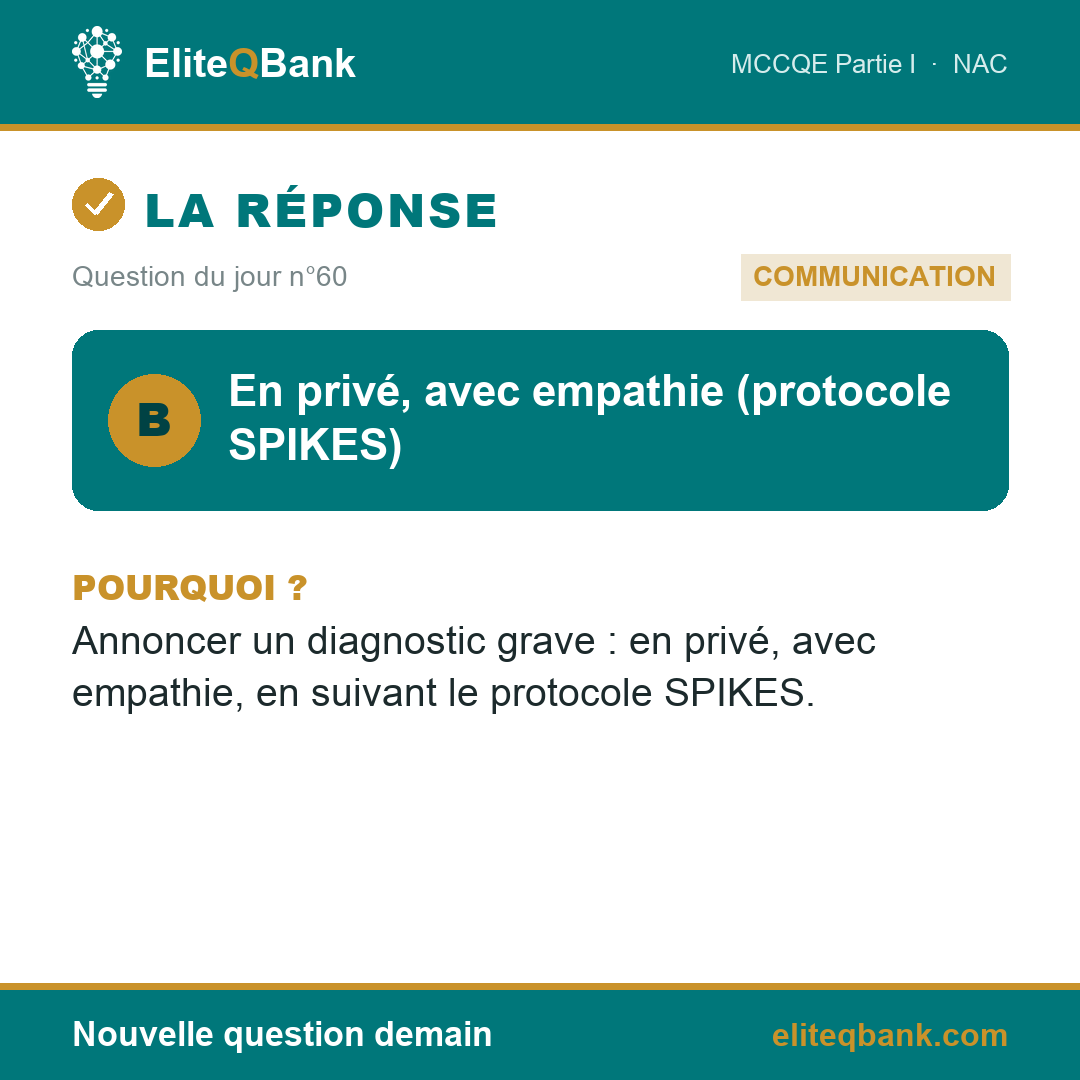 EliteQBank
MCCQE Partie I · NAC
LA RÉPONSE
Question du jour n°60
COMMUNICATION
B
En privé, avec empathie (protocole
SPIKES)
POURQUOI ?
Annoncer un diagnostic grave : en privé, avec
empathie, en suivant le protocole SPIKES.
Nouvelle question demain
eliteqbank.com